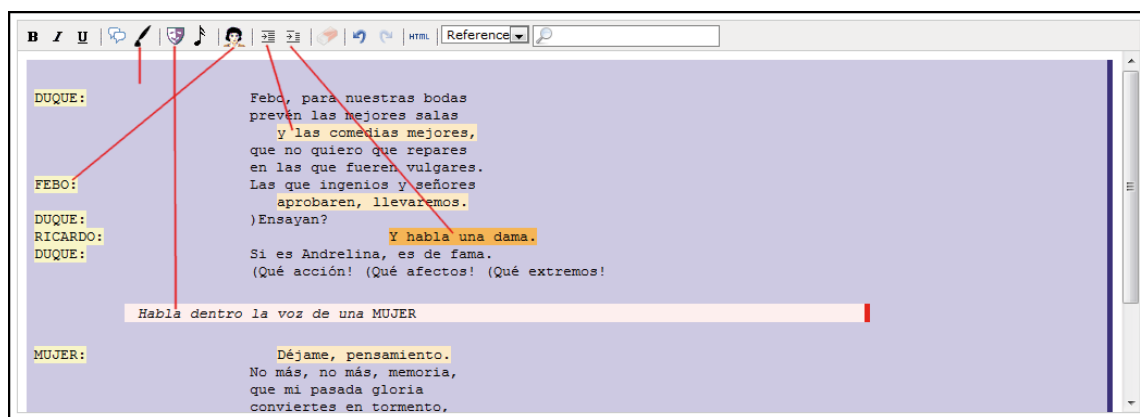 B I U HTML Reference
DUQUE: Febo, para nuestras bodas
prevén las mejores salas
y las comedias mejores,
que no quiero que repares
en las que fueren vulgares.
FEBO: Las que ingenios y señores
aprobaren, llevaremos.
DUQUE: )Ensayan?
RICARDO: Y habla una dama.
DUQUE: Si es Andrelina, es de fama.
(Qué acción! (Qué afectos! (Qué extremos!
Habla dentro la voz de una MUJER
MUJER: Déjame, pensamiento.
No más, no más, memoria,
que mi pasada gloria
conviertes en tormento,